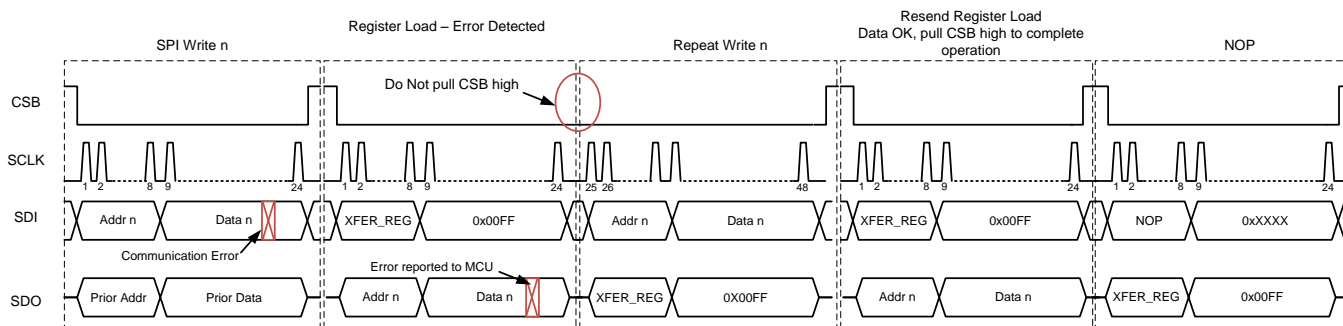 SPI Write n
Register Load – Error Detected
Repeat Write n
Resend Register Load
Data OK, pull CSB high to complete
operation
NOP
CSB
Do Not pull CSB high
SCLK
1 2 8 9 24 1 2 8 9 24 25 26 48 1 2 8 9 24 1 2 8 9 24
SDI Addr n Data n XFER_REG 0x00FF Addr n Data n XFER_REG 0x00FF NOP 0xXXXX
Communication Error
Error reported to MCU
SDO Prior Addr Prior Data Addr n Data n XFER_REG 0X00FF Addr n Data n XFER_REG 0x00FF